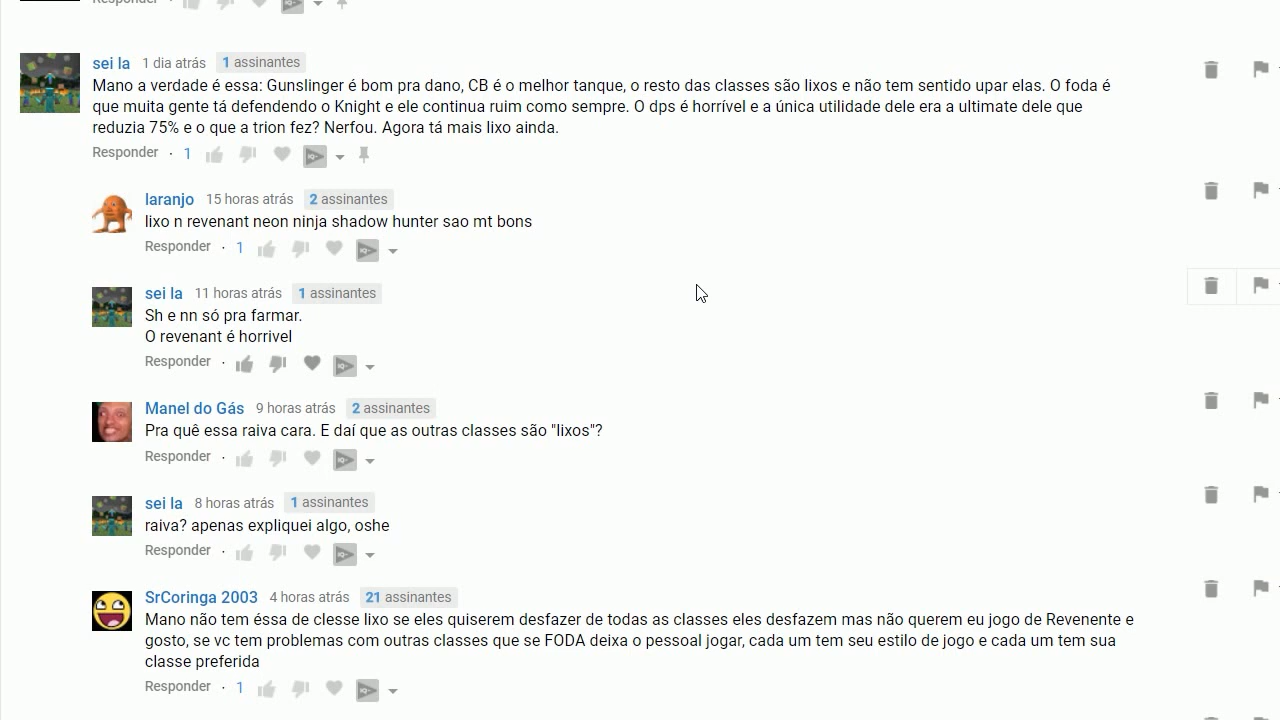 Responder ·
sei la 1 dia atrás 1 assinantes
Mano a verdade é essa: Gunslinger é bom pra dano, CB é o melhor tanque, o resto das classes são lixos e não tem sentido upar elas. O foda é
que muita gente tá defendendo o Knight e ele continua ruim como sempre. O dps é horrível e a única utilidade dele era a ultimate dele que
reduzia 75% e o que a trion fez? Nerfou. Agora tá mais lixo ainda.
Responder · 1
laranjo 15 horas atrás 2 assinantes
lixo n revenant neon ninja shadow hunter sao mt bons
Responder · 1
sei la 11 horas atrás 1 assinantes
Sh e nn só pra farmar.
O revenant é horrivel
Responder ·
Manel do Gás 9 horas atrás 2 assinantes
Pra quê essa raiva cara. E daí que as outras classes são "lixos"?
Responder ·
sei la 8 horas atrás 1 assinantes
raiva? apenas expliquei algo, oshe
Responder ·
SrCoringa 2003 4 horas atrás 21 assinantes
Mano não tem éssa de clesse lixo se eles quiserem desfazer de todas as classes eles desfazem mas não querem eu jogo de Revenente e
gosto, se vc tem problemas com outras classes que se FODA deixa o pessoal jogar, cada um tem seu estilo de jogo e cada um tem sua
classe preferida
Responder · 1